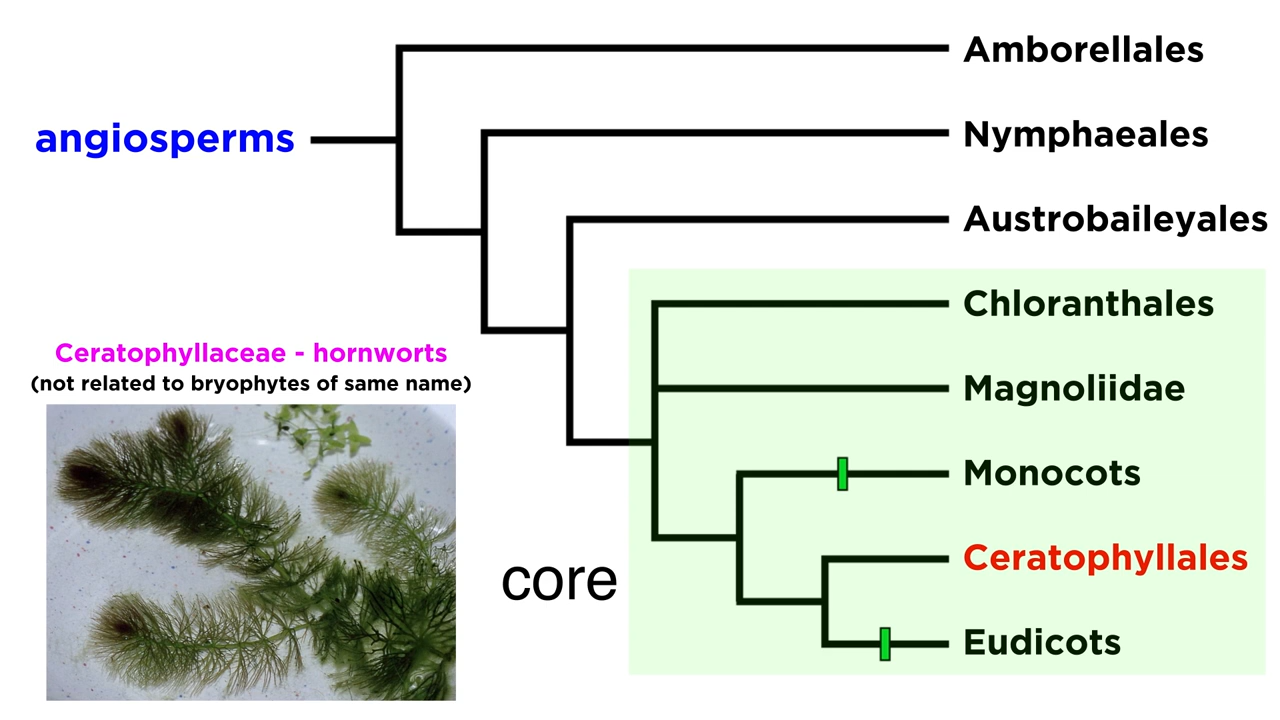 Amborellales
angiosperms
Nymphaeales
Austrobaileyales
Chloranthales
Ceratophyllaceae - hornworts
(not related to bryophytes of same name)
Magnoliidae
Monocots
Ceratophyllales
core
Eudicots